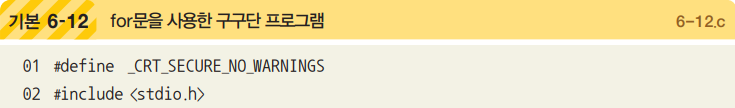 기본 6-12 for문을 사용한 구구단 프로그램 6-12.c
01 #define _CRT_SECURE_NO_WARNINGS
02 #include <stdio.h>